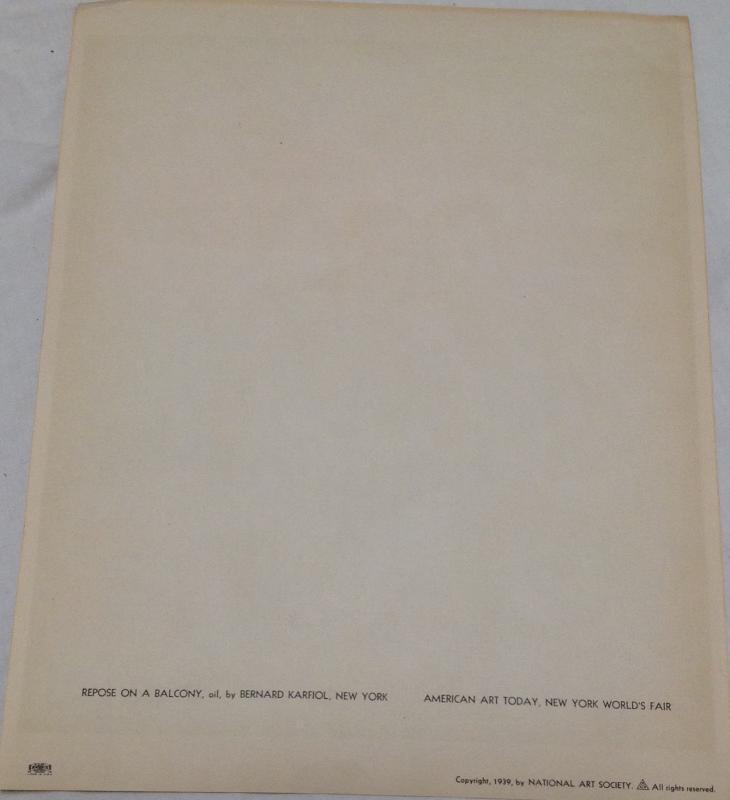 REPOSE ON A BALCONY, oil, by BERNARD KARFIOL, NEW YORK
AMERICAN ART TODAY, NEW YORK WORLD'S FAIR
Copyright, 1939, by NATIONAL ART SOCIETY. All rights reserved.